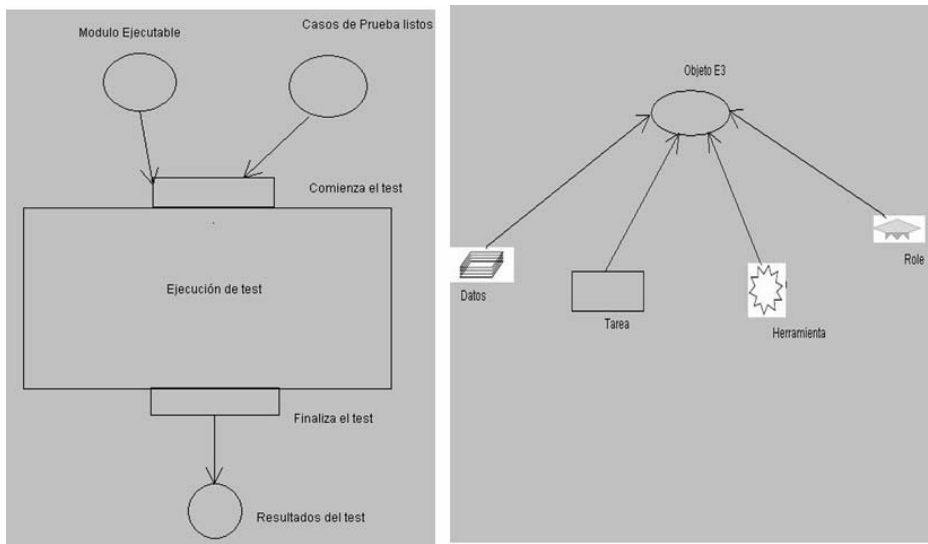 Modulo Ejecutable
Casos de Prueba listos
Comienza el test
Ejecución de test
Finaliza el test
Resultados del test
Objeto E3
Datos
Tarea
Herramienta
Role